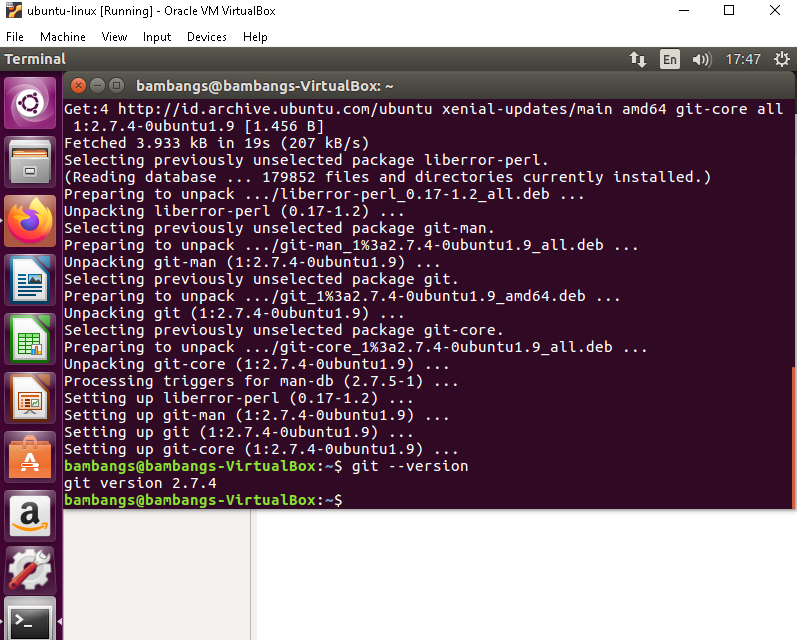 ubuntu-linux [Running] - Oracle VM VirtualBox
File Machine View Input Devices Help
Terminal En 17:47
bambangs@bambangs-VirtualBox: ~
Get:4 http://id.archive.ubuntu.com/ubuntu xenial-updates/main amd64 git-core all
1:2.7.4-0ubuntu1.9 [1.456 B]
Fetched 3.933 kB in 19s (207 kB/s)
Selecting previously unselected package liberror-perl.
(Reading database ... 179852 files and directories currently installed.)
Preparing to unpack .../liberror-perl_0.17-1.2_all.deb ...
Unpacking liberror-perl (0.17-1.2) ...
Selecting previously unselected package git-man.
Preparing to unpack .../git-man_1%3a2.7.4-0ubuntu1.9_all.deb ...
Unpacking git-man (1:2.7.4-0ubuntu1.9) ...
Selecting previously unselected package git.
Preparing to unpack .../git_1%3a2.7.4-0ubuntu1.9_amd64.deb ...
Unpacking git (1:2.7.4-0ubuntu1.9) ...
Selecting previously unselected package git-core.
Preparing to unpack .../git-core_1%3a2.7.4-0ubuntu1.9_all.deb ...
Unpacking git-core (1:2.7.4-0ubuntu1.9) ...
Processing triggers for man-db (2.7.5-1) ...
Setting up liberror-perl (0.17-1.2) ...
Setting up git-man (1:2.7.4-0ubuntu1.9) ...
Setting up git (1:2.7.4-0ubuntu1.9) ...
Setting up git-core (1:2.7.4-0ubuntu1.9) ...
bambangs@bambangs-VirtualBox:~$ git --version
git version 2.7.4
bambangs@bambangs-VirtualBox:~$